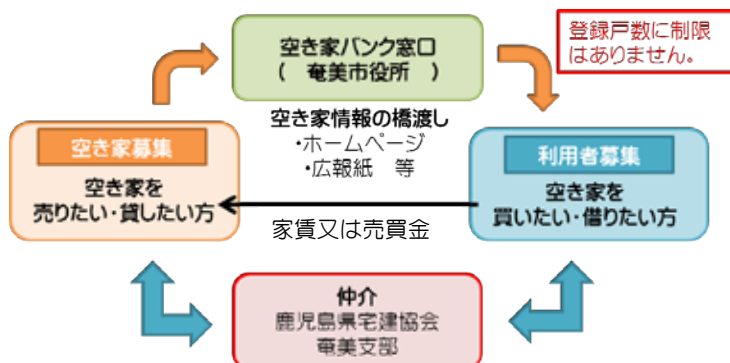 空き家バンク窓口
( 奄美市役所 )
登録戸数に制限
はありません。
空き家情報の橋渡し
・ホームページ
・広報紙 等
空き家募集
空き家を
売りたい・貸したい方
利用者募集
空き家を
買いたい・借りたい方
家賃又は売買金
仲介
鹿児島県宅建協会
奄美支部